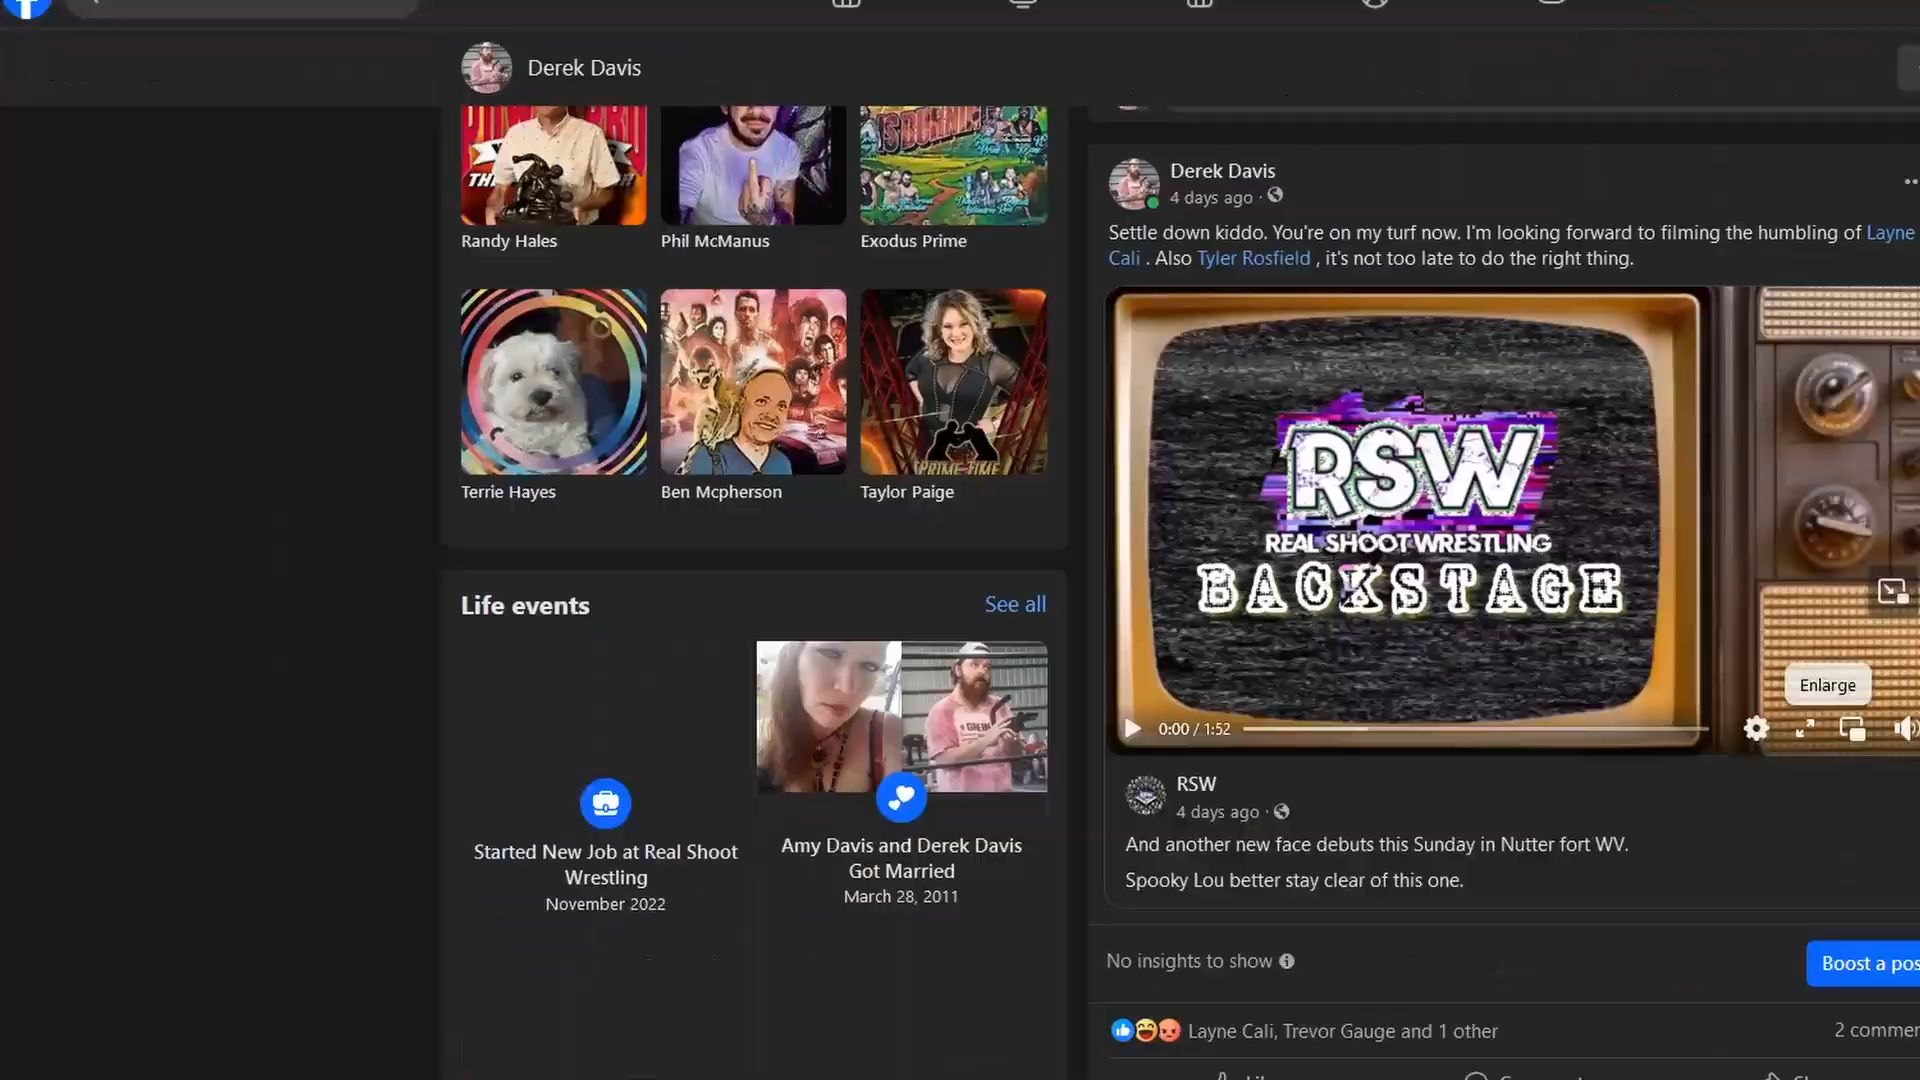 Derek Davis
Randy Hales
Phil McManus
Exodus Prime
PRIME TIME
Terrie Hayes
Ben Mcpherson
Taylor Paige
Life events
See all
Started New Job at Real Shoot
Wrestling
November 2022
Amy Davis and Derek Davis
Got Married
March 28, 2011
Derek Davis
4 days ago ·
Settle down kiddo. You're on my turf now. I'm looking forward to filming the humbling of Layne
Cali . Also Tyler Rosfield , it's not too late to do the right thing.
RSW
REAL SHOOT WRESTLING
BACKSTAGE
Enlarge
0:00 / 1:52
RSW
4 days ago ·
And another new face debuts this Sunday in Nutter fort WV.
Spooky Lou better stay clear of this one.
No insights to show
Boost a pos
Layne Cali, Trevor Gauge and 1 other
2 commen